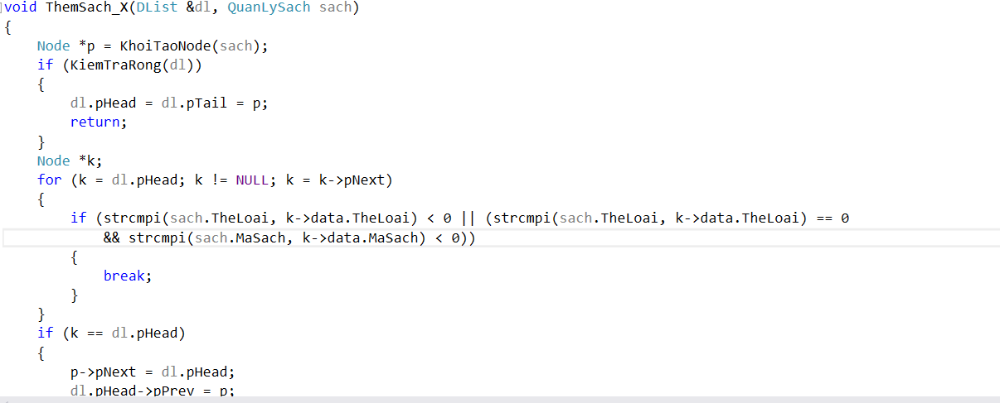 void ThemSach_X(DList &dl, QuanLySach sach)
{
    Node *p = KhoiTaoNode(sach);
    if (KiemTraRong(dl))
    {
        dl.pHead = dl.pTail = p;
        return;
    }
    Node *k;
    for (k = dl.pHead; k != NULL; k = k->pNext)
    {
        if (strcmpi(sach.TheLoai, k->data.TheLoai) < 0 || (strcmpi(sach.TheLoai, k->data.TheLoai) == 0
            && strcmpi(sach.MaSach, k->data.MaSach) < 0))
        {
            break;
        }
    }
    if (k == dl.pHead)
    {
        p->pNext = dl.pHead;
        dl.pHead->pPrev = p;